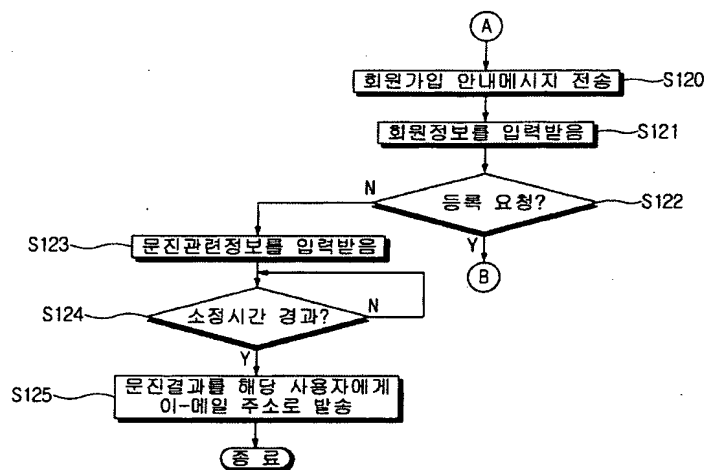 A
회원가입 안내메시지 전송
S120
회원정보를 입력받음
S121
N
등록 요청?
S122
Y
B
S123
문진관련정보를 입력받음
S124
소정시간 경과?
N
Y
S125
문진결과를 해당 사용자에게
이-메일 주소로 발송
종 료